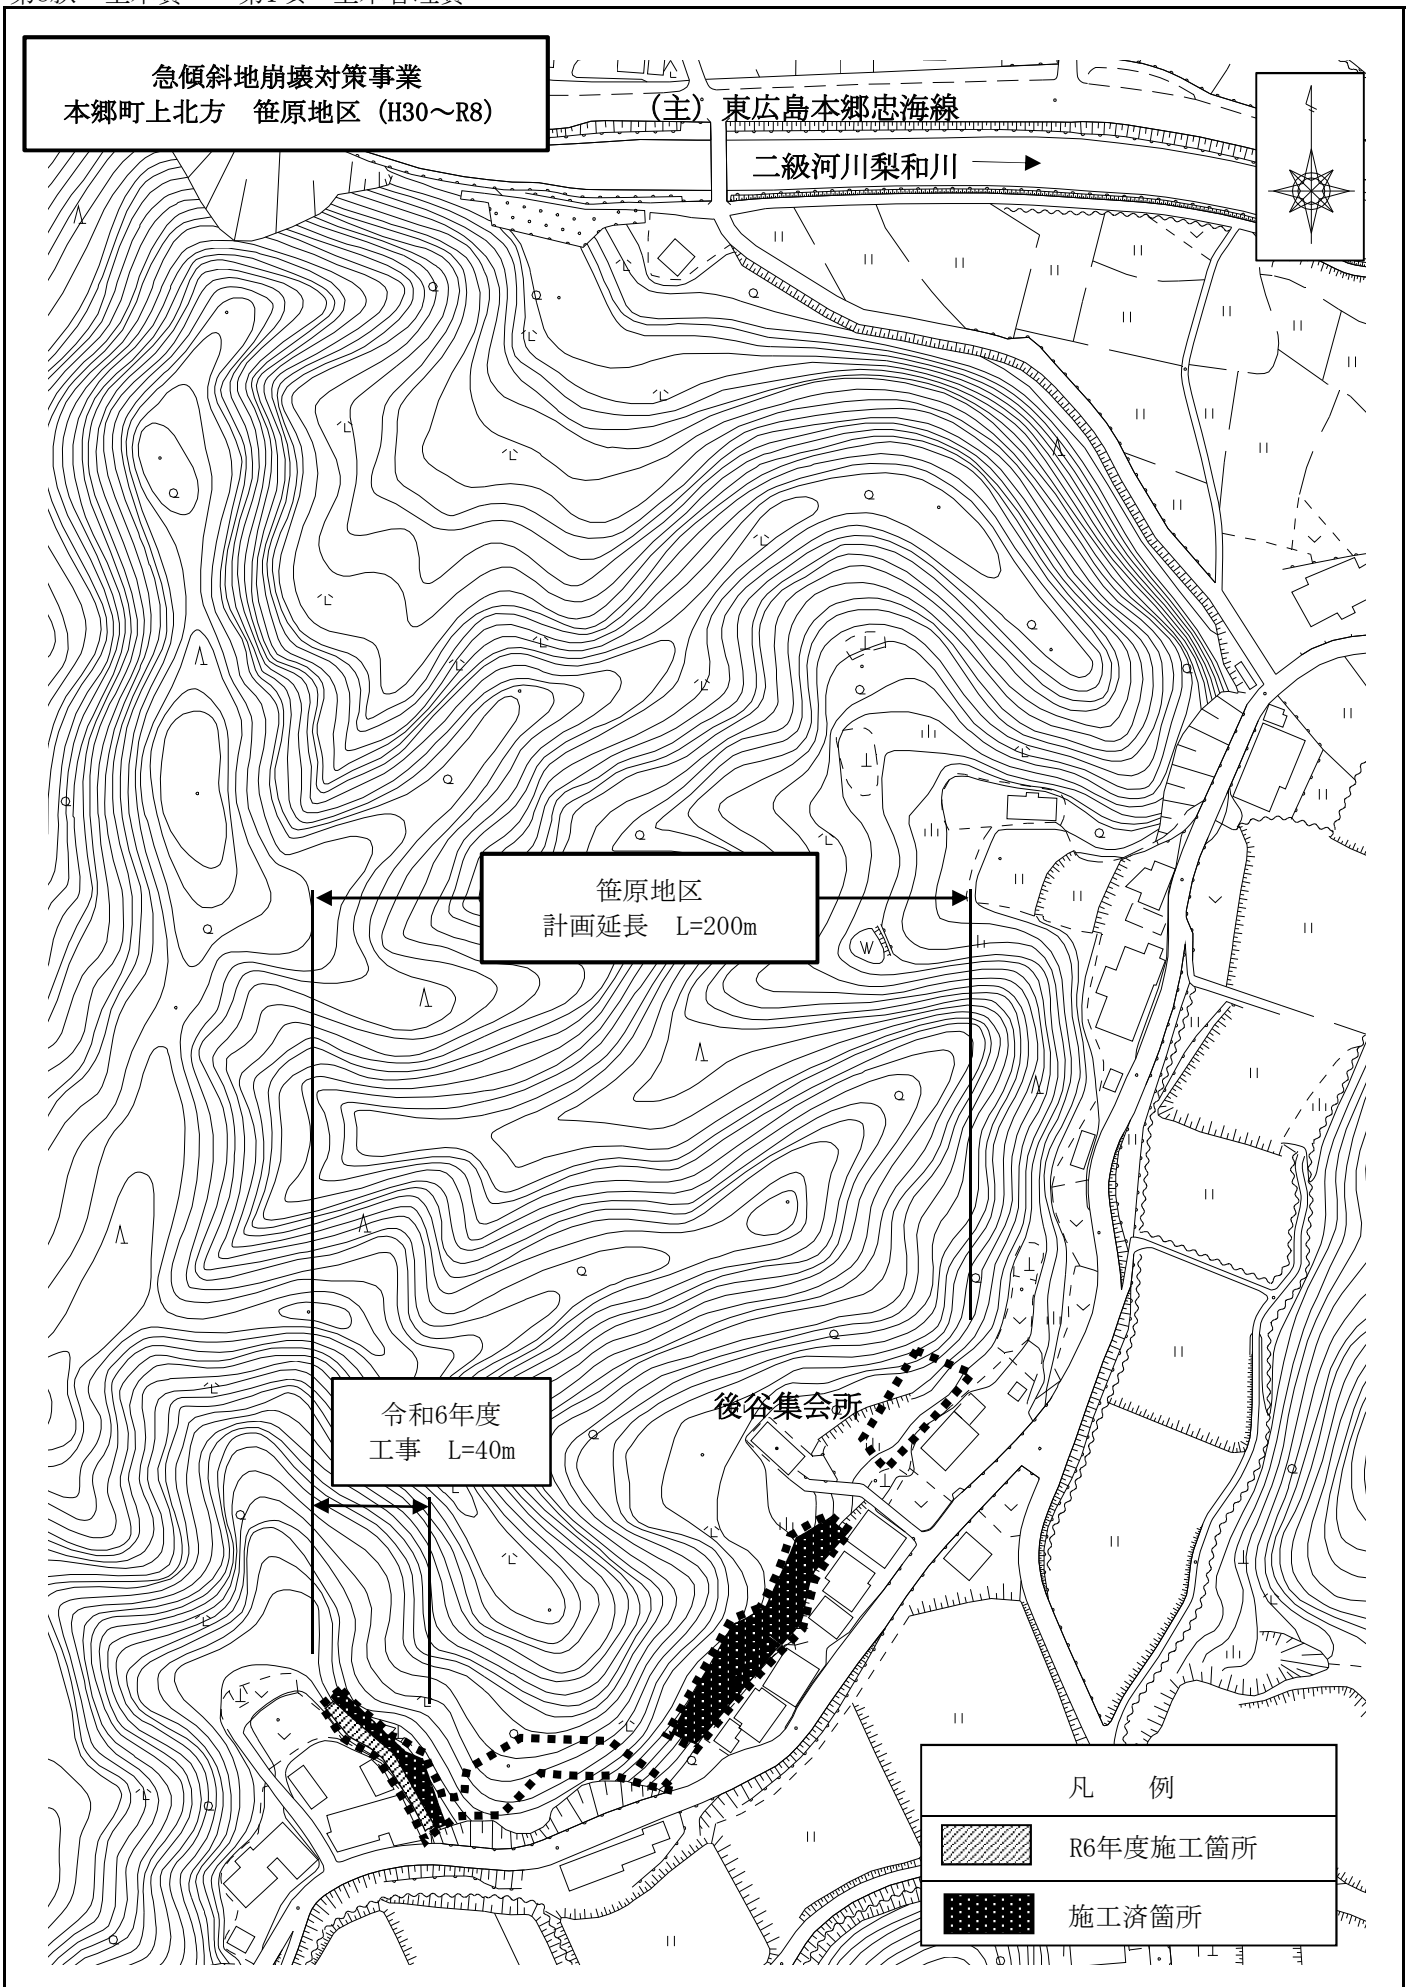 急傾斜地崩壊対策事業
本郷町上北方　笹原地区（H30～R8）
（主）東広島本郷忠海線
二級河川梨和川
笹原地区
計画延長　L=200m
後谷集会所
令和6年度
工事　L=40m
凡　例
R6年度施工箇所
施工済箇所